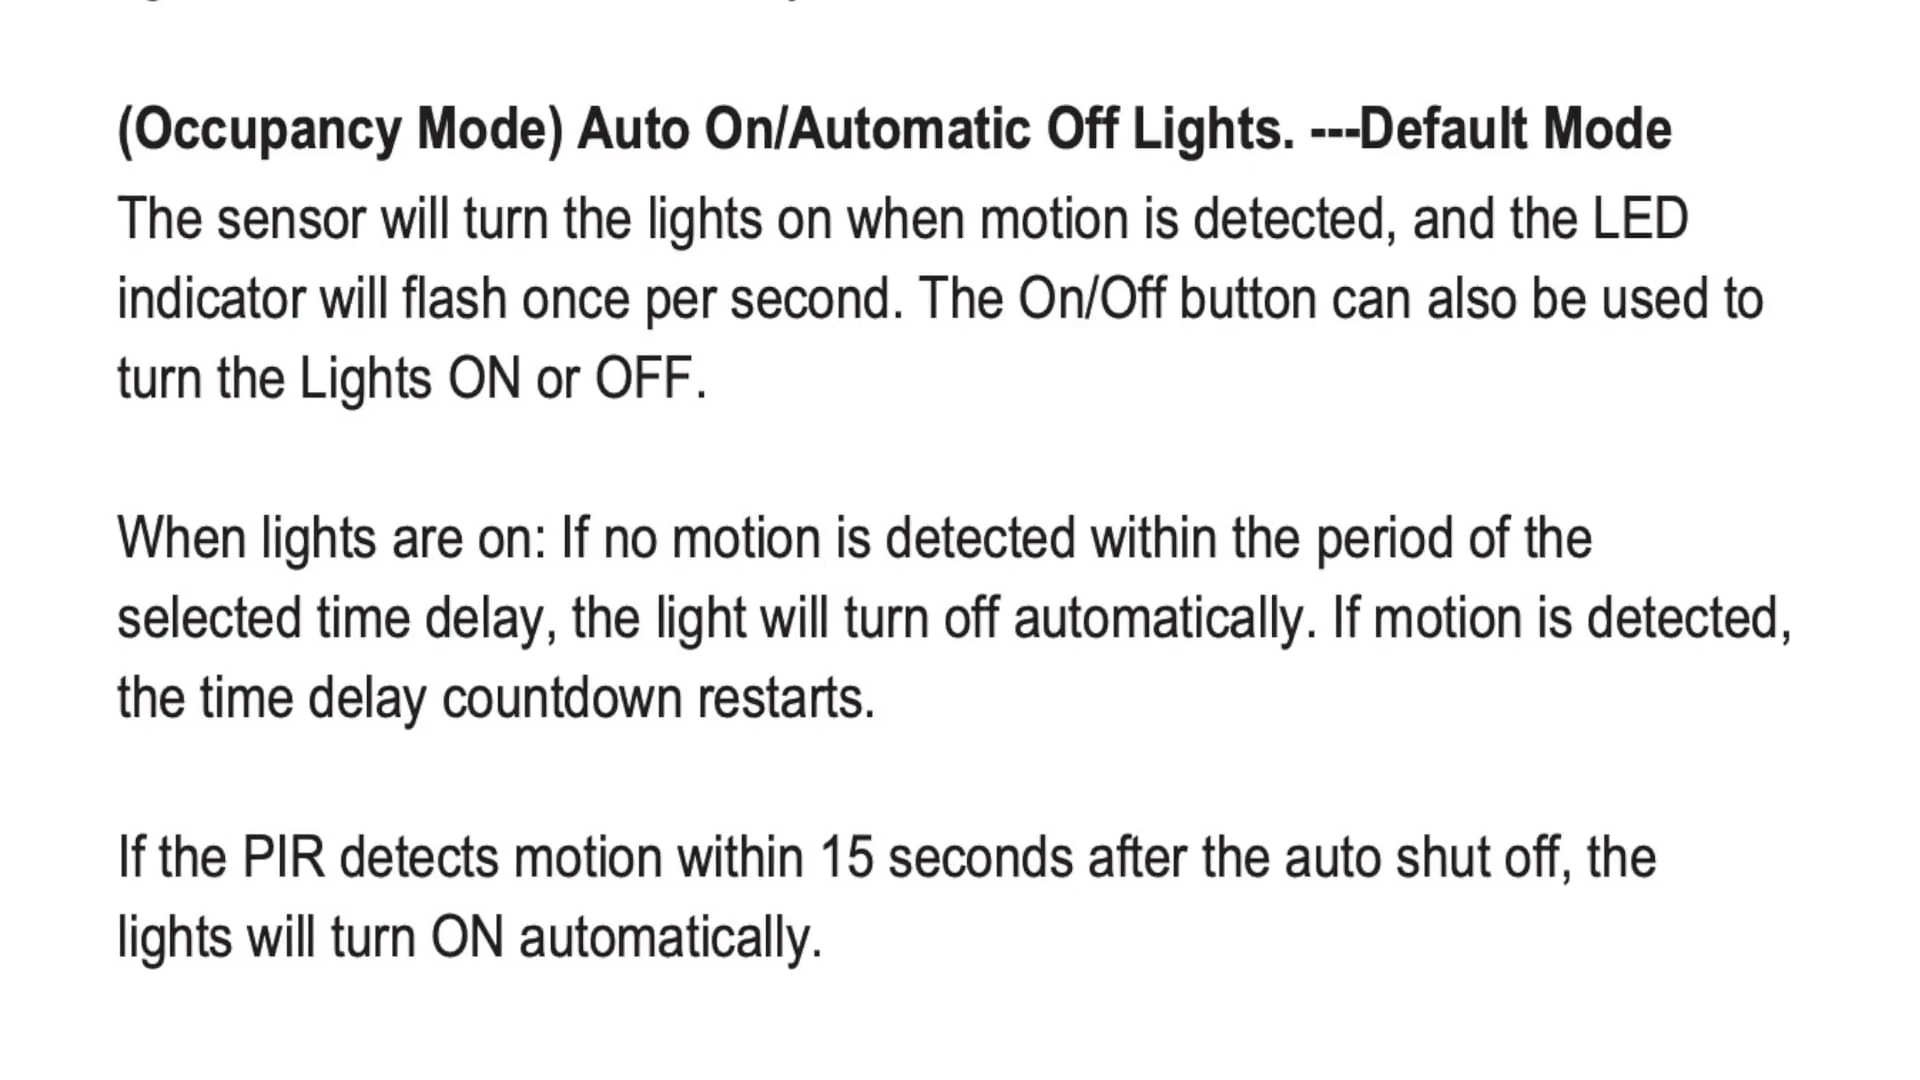 (Occupancy Mode) Auto On/Automatic Off Lights. ---Default Mode
The sensor will turn the lights on when motion is detected, and the LED
indicator will flash once per second. The On/Off button can also be used to
turn the Lights ON or OFF.
When lights are on: If no motion is detected within the period of the
selected time delay, the light will turn off automatically. If motion is detected,
the time delay countdown restarts.
If the PIR detects motion within 15 seconds after the auto shut off, the
lights will turn ON automatically.